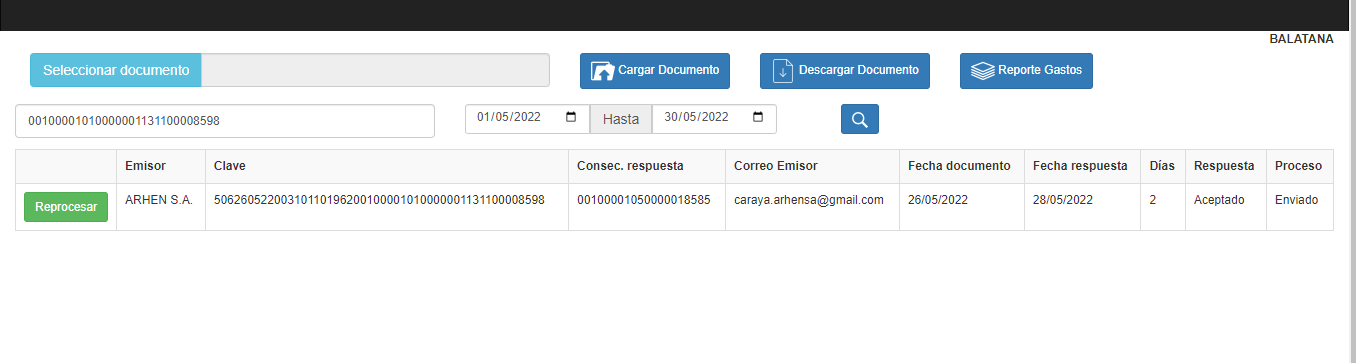 BALATANA
Seleccionar documento Cargar Documento Descargar Documento Reporte Gastos
00100001010000001131100008598 01/05/2022 Hasta 30/05/2022
Emisor Clave Consec. respuesta Correo Emisor Fecha documento Fecha respuesta Días Respuesta Proceso
Reprocesar ARHEN S.A. 50626052200310110196200100001010000001131100008598 00100001050000018585 caraya.arhensa@gmail.com 26/05/2022 28/05/2022 2 Aceptado Enviado